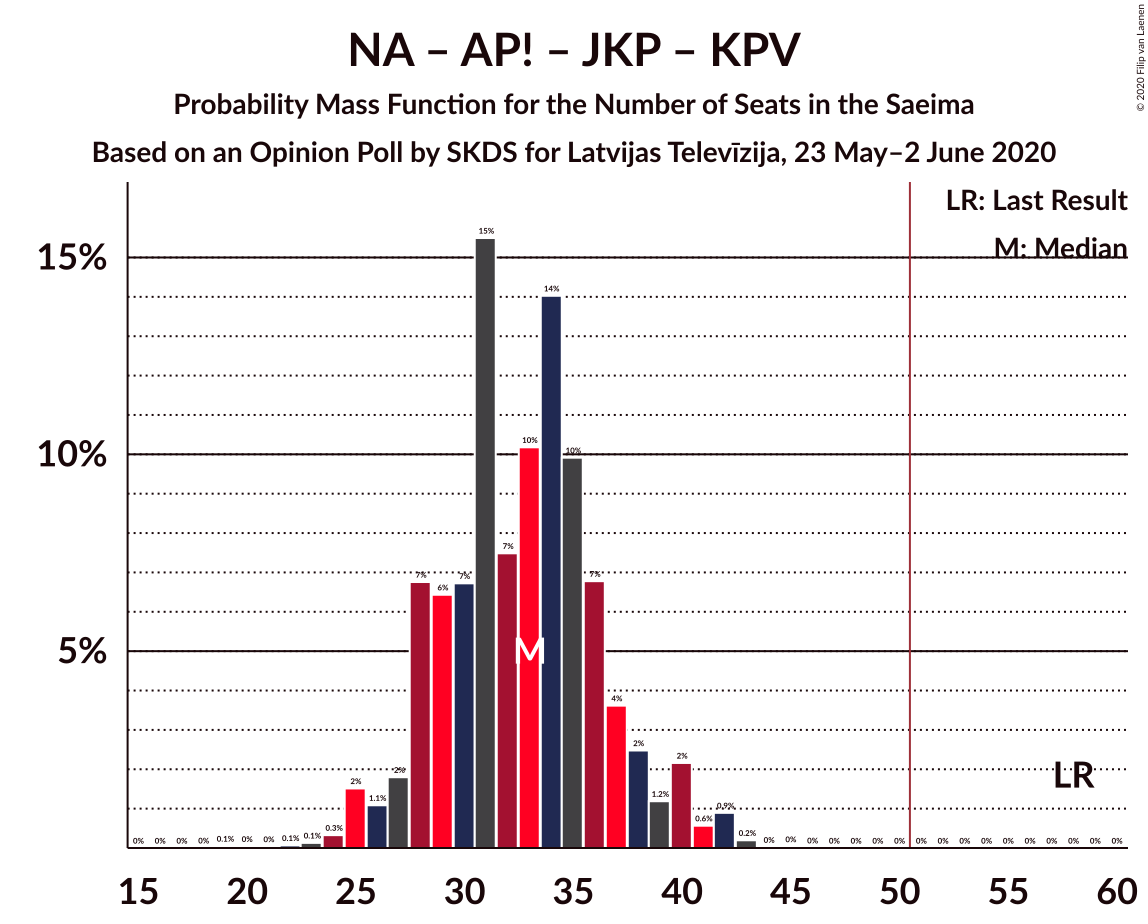 NA – AP! – JKP – KPV
Probability Mass Function for the Number of Seats in the Saeima
Based on an Opinion Poll by SKDS for Latvijas Televīzija, 23 May–2 June 2020
© 2020 Filip van Laenen
LR: Last Result
M: Median
15%
10%
5%
0% 0% 0% 0% 0.1% 0% 0% 0.1% 0.1% 0.3% 2% 1.1% 2% 7% 6% 7% 15% 7% 10% 14% 10% 7% 4% 2% 1.2% 2% 0.6% 0.9% 0.2% 0% 0% 0% 0% 0% 0% 0% 0% 0% 0% 0% 0% 0% 0% 0% 0% 0%
M
LR
15 20 25 30 35 40 45 50 55 60